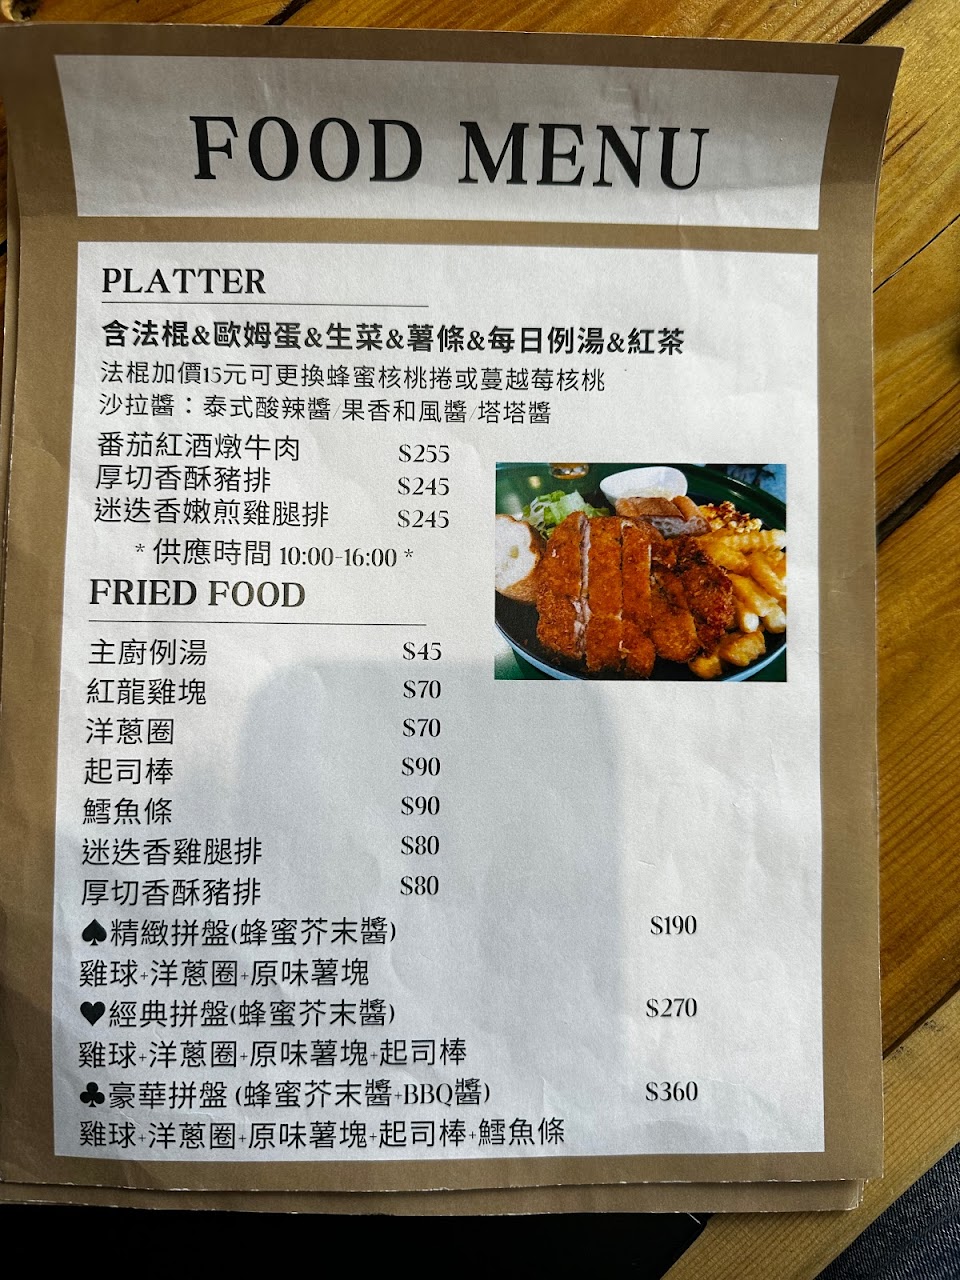 FOOD MENU
PLATTER
含法棍&歐姆蛋&生菜&薯條&每日例湯&紅茶
法棍加價15元可更換蜂蜜核桃捲或蔓越莓核桃
沙拉醬：泰式酸辣醬/果香和風醬/塔塔醬
番茄紅酒燉牛肉 $255
厚切香酥豬排 $245
迷迭香嫩煎雞腿排 $245
*供應時間 10:00-16:00 *
FRIED FOOD
主廚例湯 $45
紅龍雞塊 $70
洋蔥圈 $70
起司棒 $90
鱈魚條 $90
迷迭香雞腿排 $80
厚切香酥豬排 $80
♠精緻拼盤(蜂蜜芥末醬) $190
雞球+洋蔥圈+原味薯塊
♥經典拼盤(蜂蜜芥末醬) $270
雞球+洋蔥圈+原味薯塊+起司棒
♣豪華拼盤 (蜂蜜芥末醬+BBQ醬) $360
雞球+洋蔥圈+原味薯塊+起司棒+鱈魚條